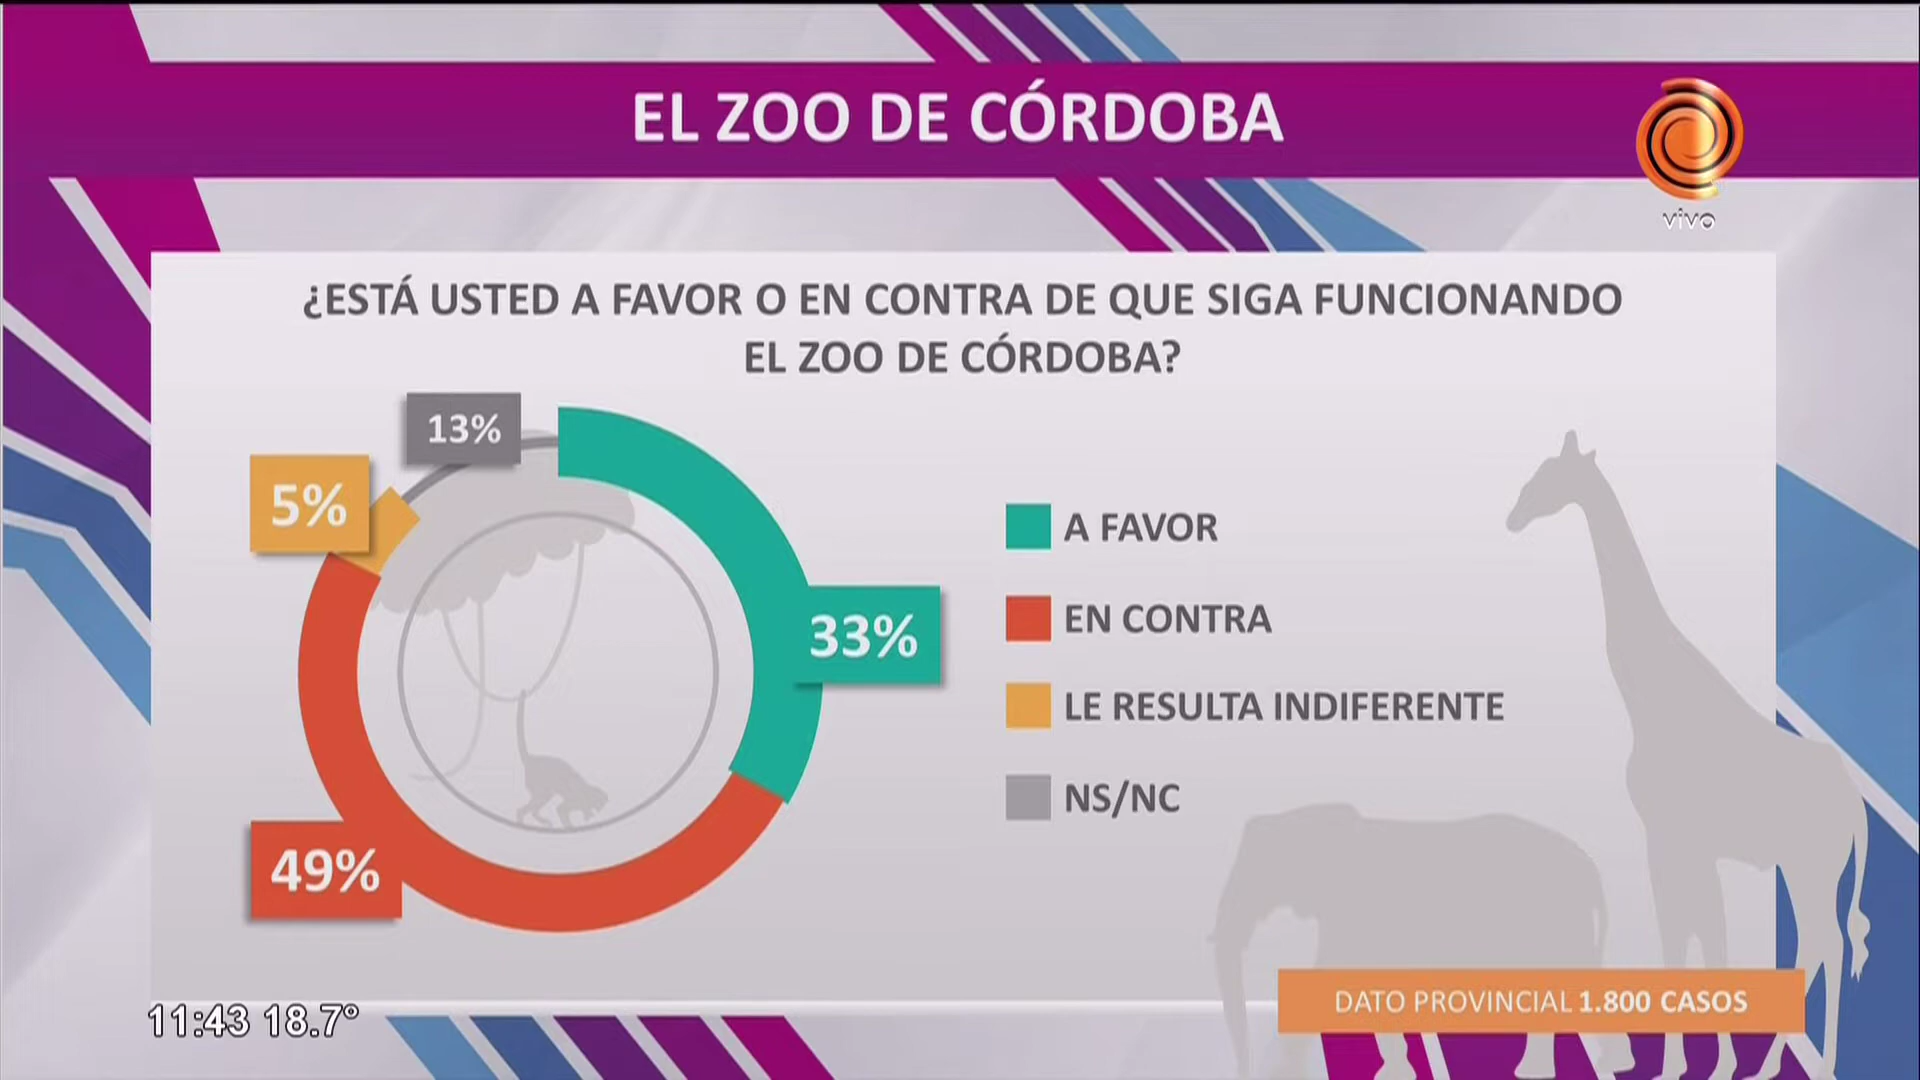 EL ZOO DE CÓRDOBA
vivo
¿ESTÁ USTED A FAVOR O EN CONTRA DE QUE SIGA FUNCIONANDO
EL ZOO DE CÓRDOBA?
13%
5%
33%
49%
A FAVOR
EN CONTRA
LE RESULTA INDIFERENTE
NS/NC
DATO PROVINCIAL 1.800 CASOS
11:43 18.7°